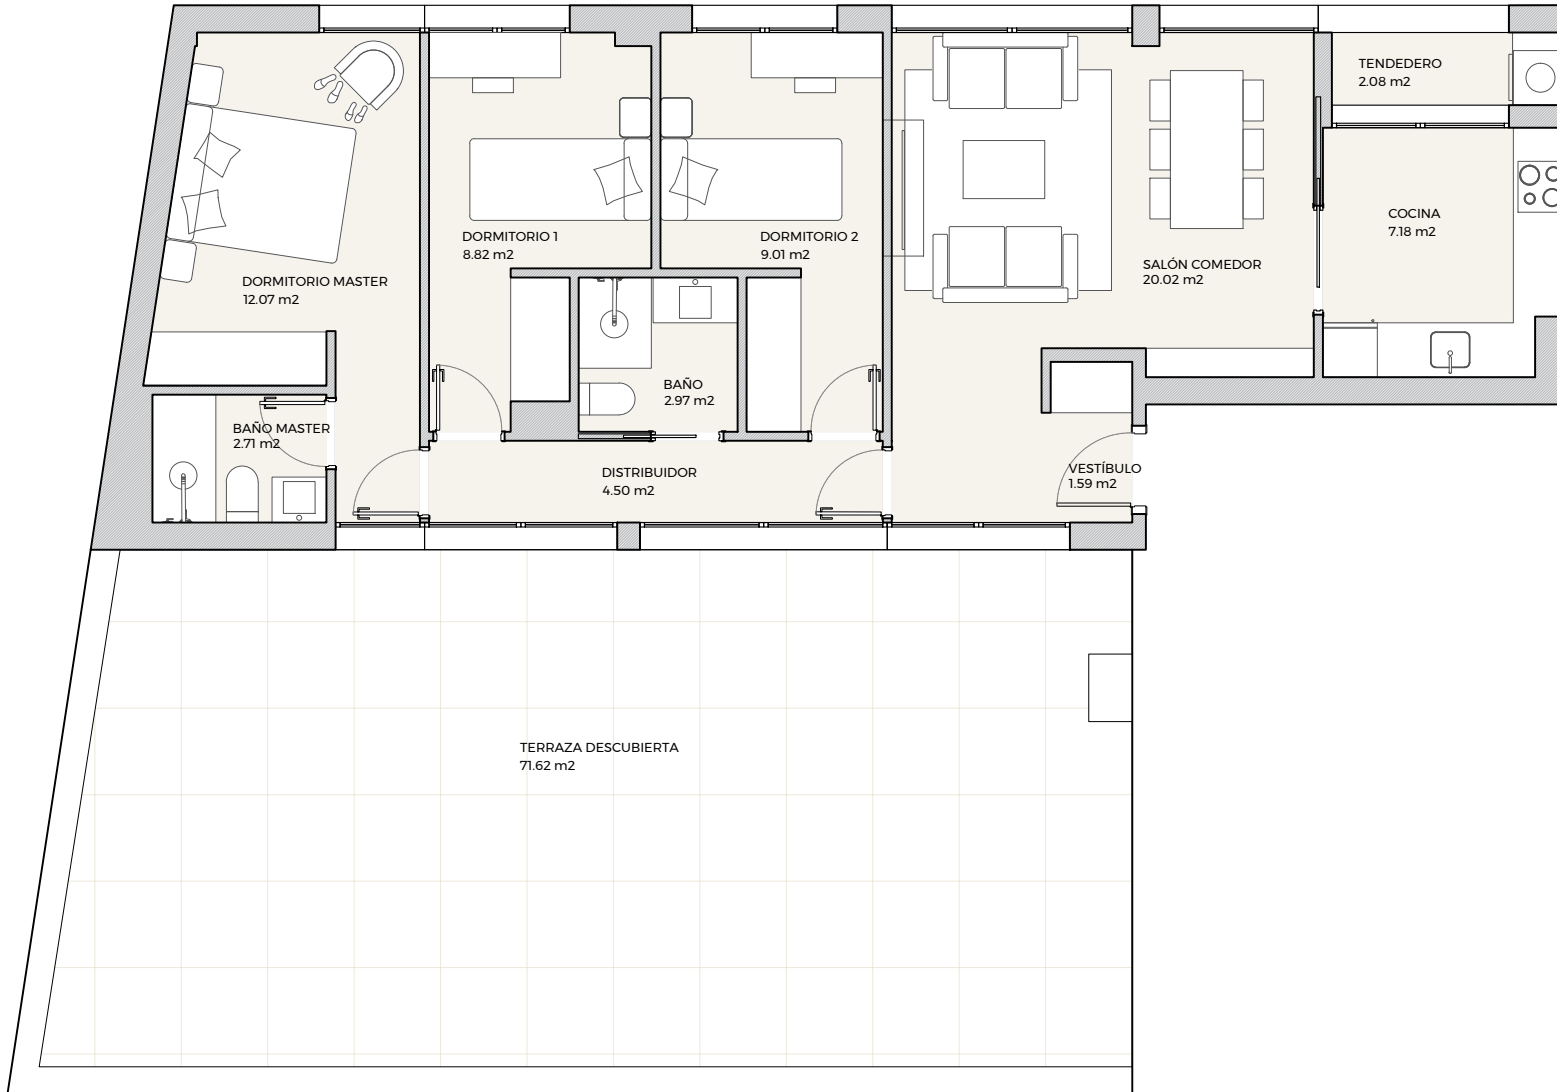 TENDEDERO
2.08 m2
COCINA
7.18 m2
DORMITORIO 1
8.82 m2
DORMITORIO 2
9.01 m2
SALÓN COMEDOR
20.02 m2
DORMITORIO MASTER
12.07 m2
BAÑO
2.97 m2
BAÑO MASTER
2.71 m2
DISTRIBUIDOR
4.50 m2
VESTÍBULO
1.59 m2
TERRAZA DESCUBIERTA
71.62 m2